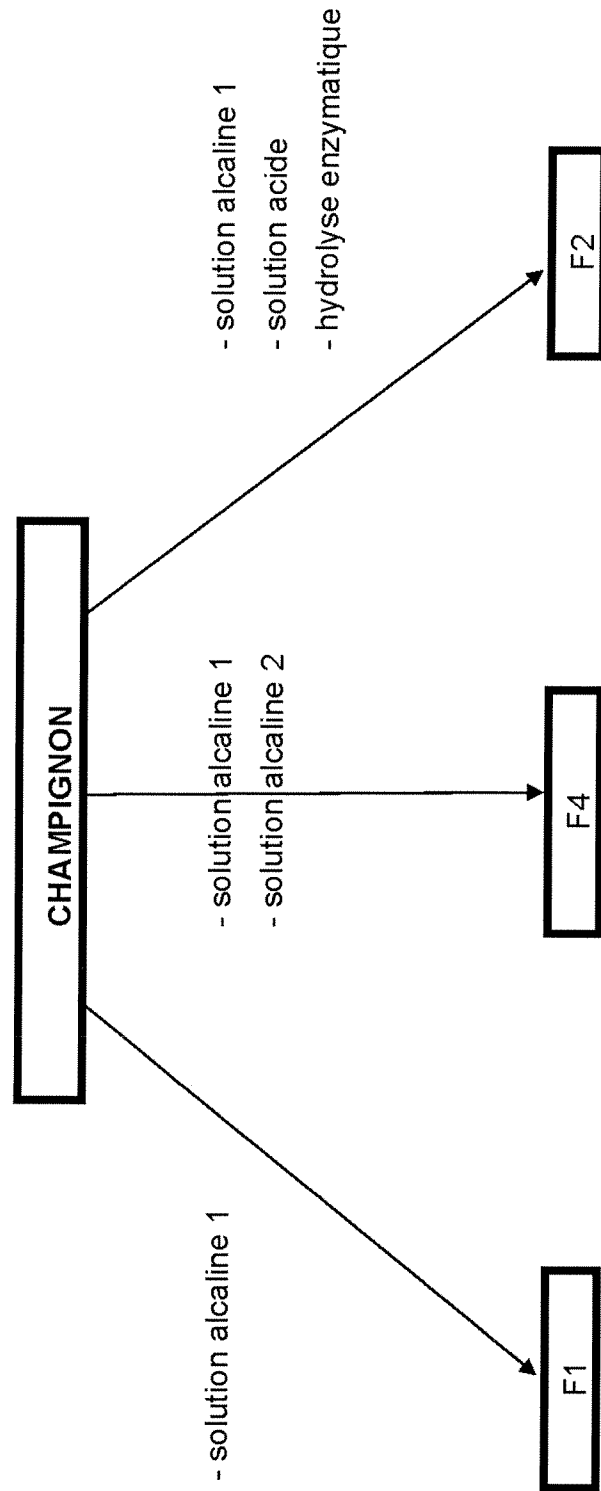 CHAMPIGNON
- solution alcaline 1
- solution alcaline 1
- solution alcaline 2
- solution alcaline 1
- solution acide
- hydrolyse enzymatique
F1
F4
F2